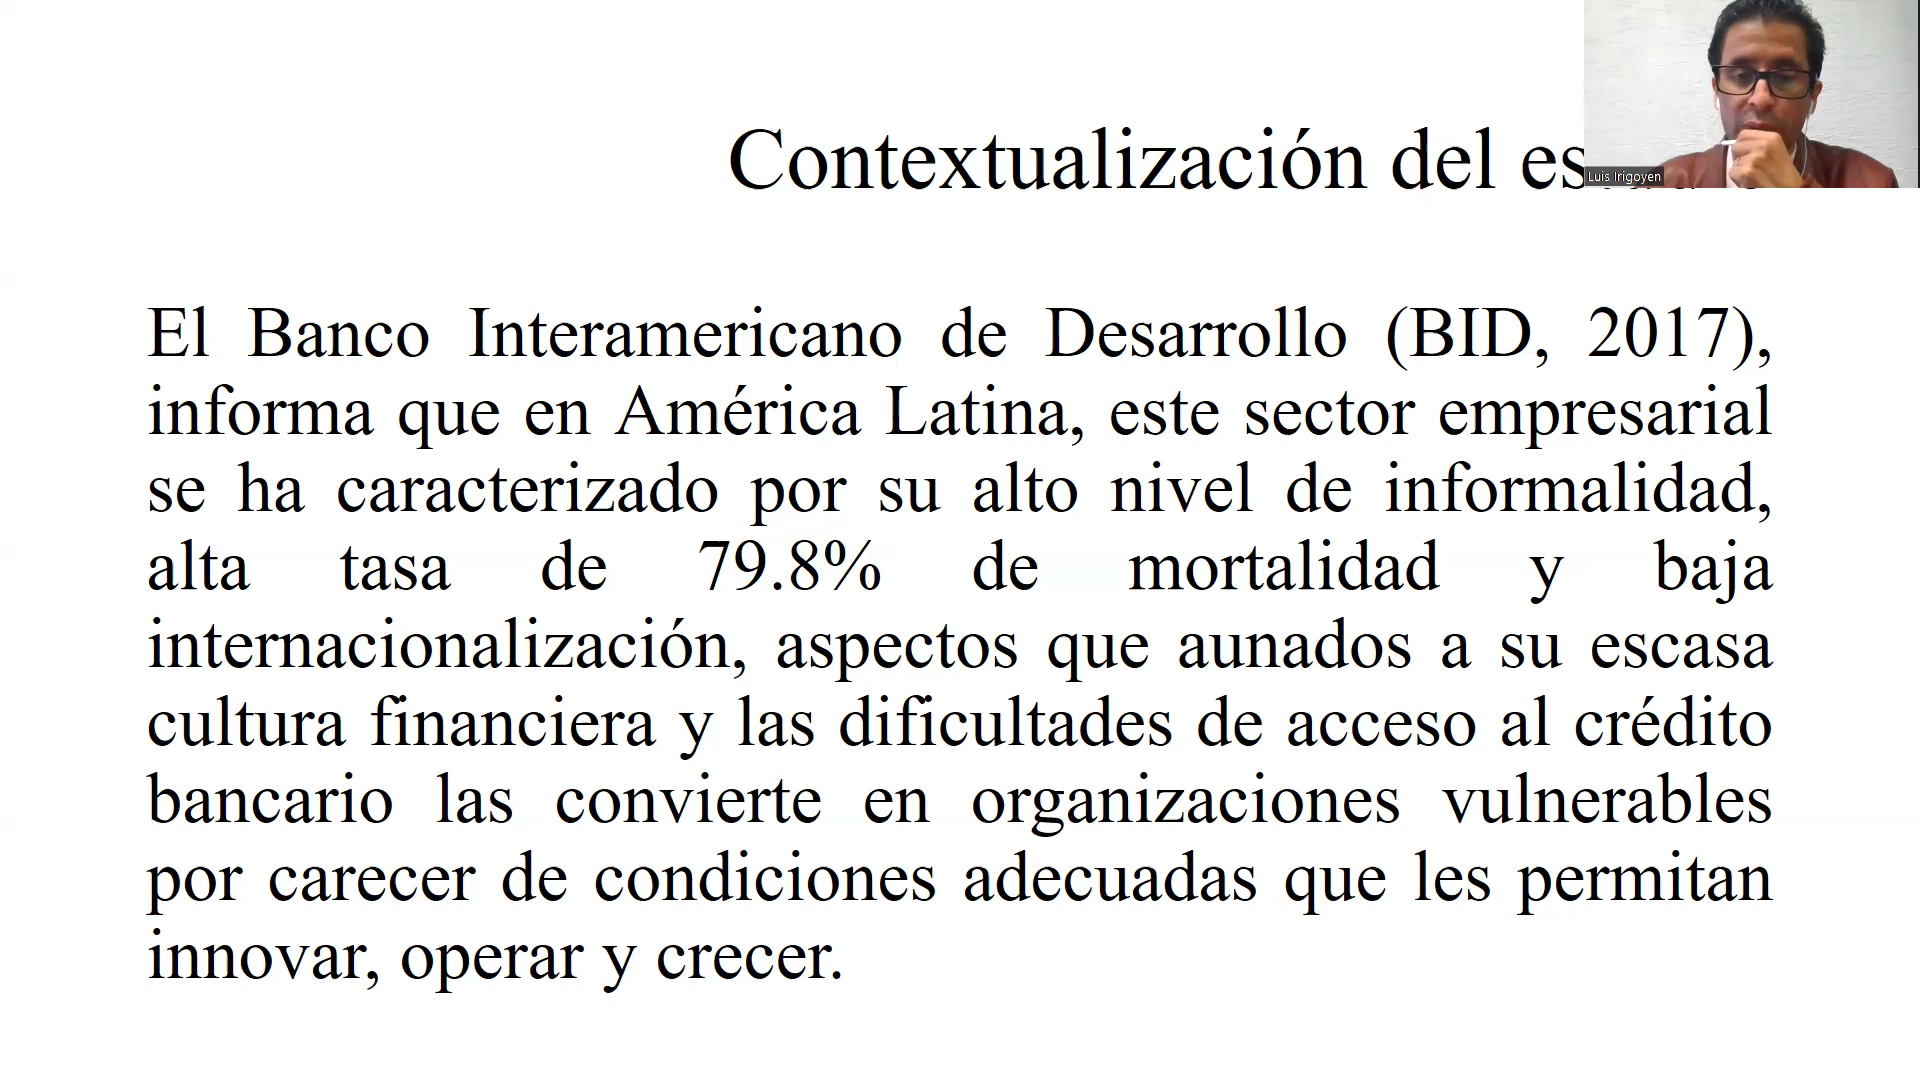 Contextualización del
Luis Irigoyen
El Banco Interamericano de Desarrollo (BID, 2017),
informa que en América Latina, este sector empresarial
se ha caracterizado por su alto nivel de informalidad,
alta tasa de 79.8% de mortalidad y baja
internacionalización, aspectos que aunados a su escasa
cultura financiera y las dificultades de acceso al crédito
bancario las convierte en organizaciones vulnerables
por carecer de condiciones adecuadas que les permitan
innovar, operar y crecer.